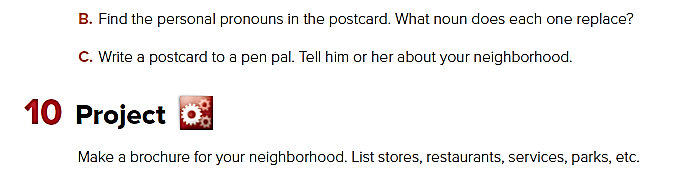 B. Find the personal pronouns in the postcard. What noun does each one replace?
C. Write a postcard to a pen pal. Tell him or her about your neighborhood.
10 Project
Make a brochure for your neighborhood. List stores, restaurants, services, parks, etc.